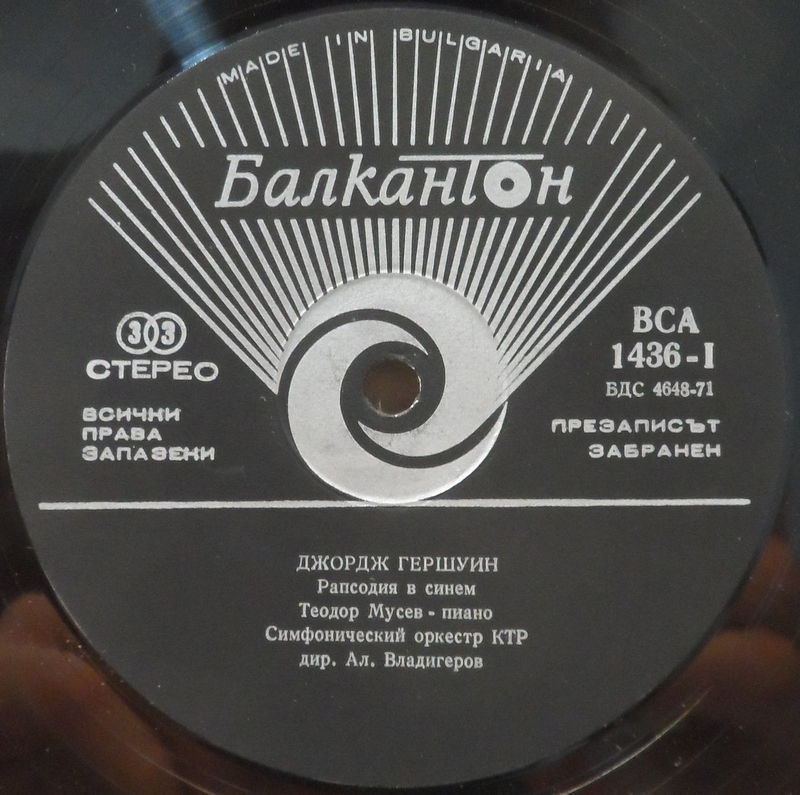 MADE IN BULGARIA
Балкантон
33
СТЕРЕО
ВСИЧКИ
ПРАВА
ЗАПАЗЕНИ
ВСА
1436-I
БДС 4648-71
ПРЕЗАПИСЪТ
ЗАБРАНЕН
ДЖОРДЖ ГЕРШУИН
Рапсодия в синем
Теодор Мусев - пиано
Симфонический оркестр КТР
дир. Ал. Владигеров